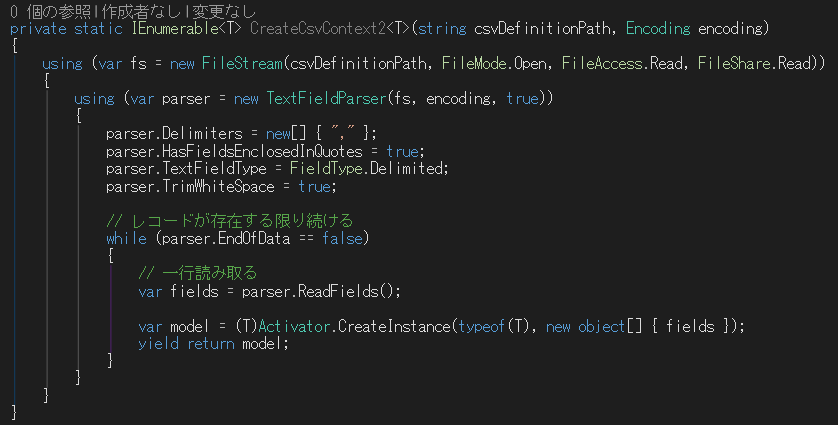 0 個の参照|作成者なし|変更なし
private static IEnumerable<T> CreateCsvContext2<T>(string csvDefinitionPath, Encoding encoding)
{
using (var fs = new FileStream(csvDefinitionPath, FileMode.Open, FileAccess.Read, FileShare.Read))
{
using (var parser = new TextFieldParser(fs, encoding, true))
{
parser.Delimiters = new[] { "," };
parser.HasFieldsEnclosedInQuotes = true;
parser.TextFieldType = FieldType.Delimited;
parser.TrimWhiteSpace = true;
// レコードが存在する限り続ける
while (parser.EndOfData == false)
{
// 一行読み取る
var fields = parser.ReadFields();
var model = (T)Activator.CreateInstance(typeof(T), new object[] { fields });
yield return model;
}
}
}
}